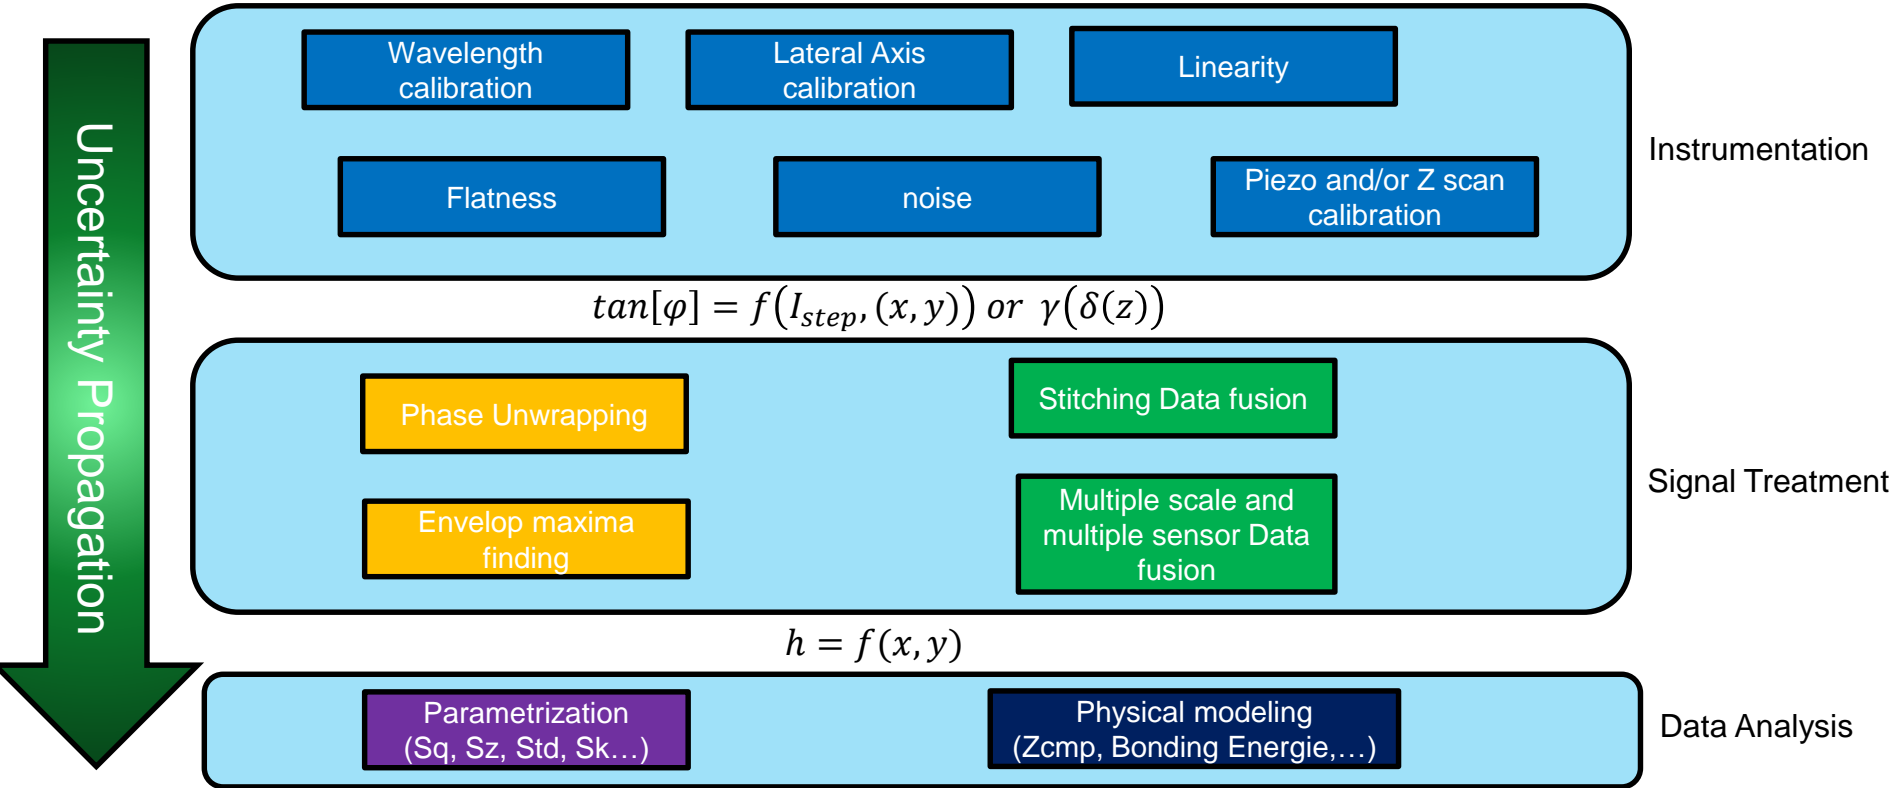 Uncertainty Propagation
Wavelength
calibration
Lateral Axis
calibration
Linearity
Flatness
noise
Piezo and/or Z scan
calibration
Instrumentation
tan[φ] = f(I_step, (x, y)) or γ(δ(z))
Phase Unwrapping
Stitching Data fusion
Envelop maxima
finding
Multiple scale and
multiple sensor Data
fusion
Signal Treatment
h = f(x, y)
Parametrization
(Sq, Sz, Std, Sk…)
Physical modeling
(Zcmp, Bonding Energie,…)
Data Analysis